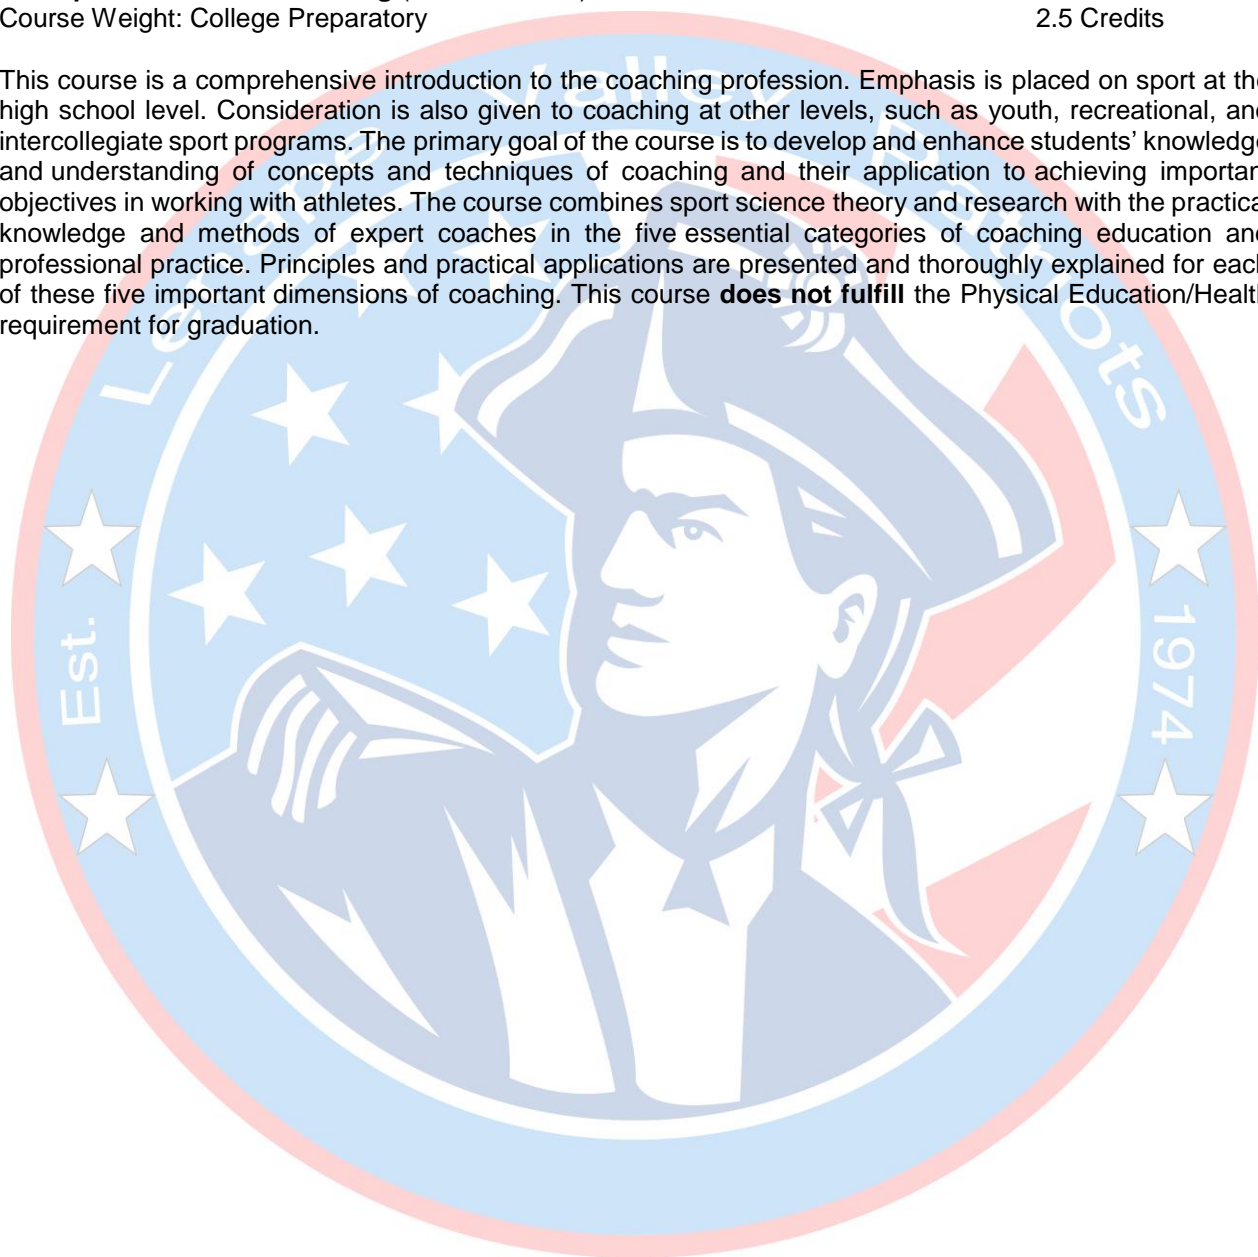 Course Weight: College Preparatory 2.5 Credits
This course is a comprehensive introduction to the coaching profession. Emphasis is placed on sport at the
high school level. Consideration is also given to coaching at other levels, such as youth, recreational, and
intercollegiate sport programs. The primary goal of the course is to develop and enhance students’ knowledge
and understanding of concepts and techniques of coaching and their application to achieving importan
objectives in working with athletes. The course combines sport science theory and research with the practica
knowledge and methods of expert coaches in the five essential categories of coaching education and
professional practice. Principles and practical applications are presented and thoroughly explained for each
of these five important dimensions of coaching. This course does not fulfill the Physical Education/Health
requirement for graduation.
Lenape Valley Patriots
Est.
1974